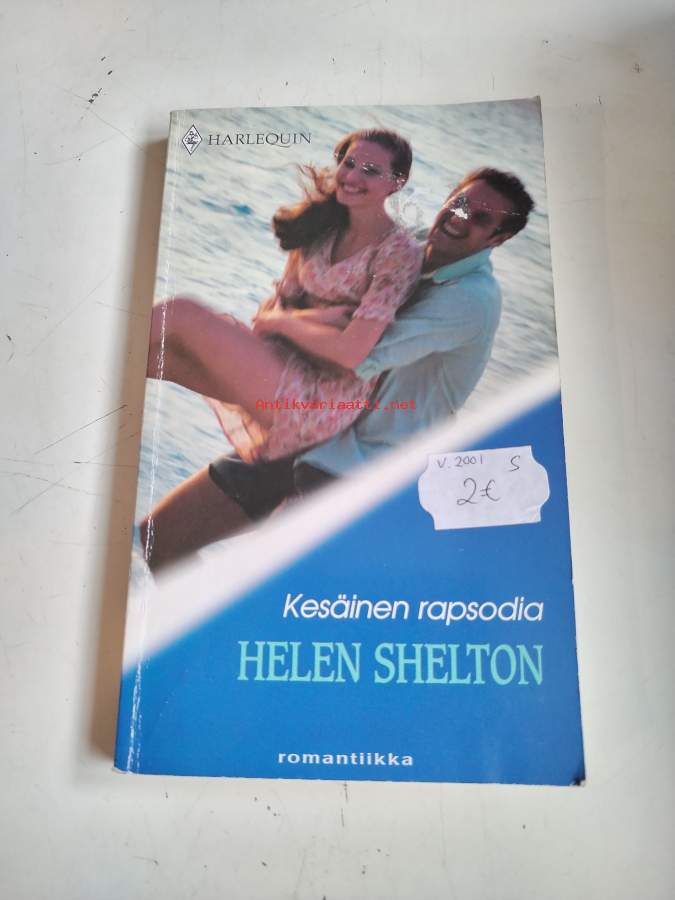 HARLEQUIN
Antikvariaatti.net
V. 2001 S
2€
Kesäinen rapsodia
HELEN SHELTON
romantiikka